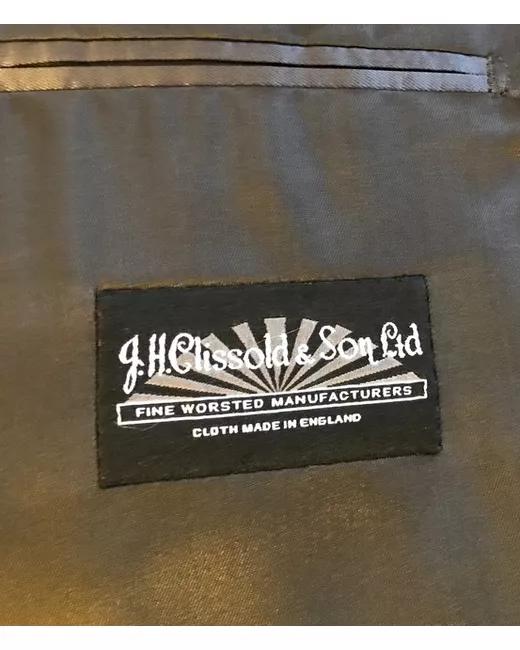 J.H.Clissold & Son Ltd
FINE WORSTED MANUFACTURERS
CLOTH MADE IN ENGLAND